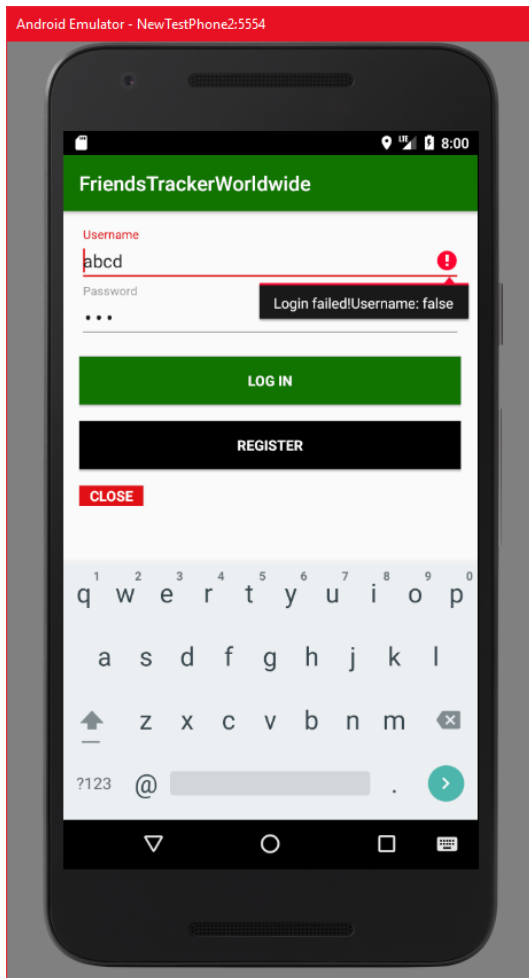 Android Emulator - NewTestPhone2:5554
LTE 8:00
FriendsTrackerWorldwide
Username
abcd
Password
Login failed!Username: false
LOG IN
REGISTER
CLOSE
1 2 3 4 5 6 7 8 9 0
q w e r t y u i o p
a s d f g h j k l
z x c v b n m
?123 @ .